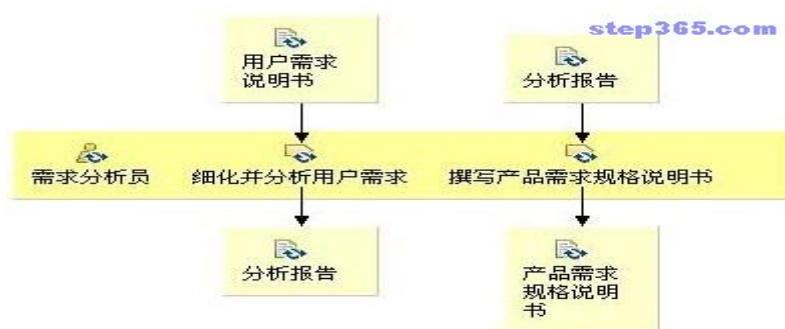 step365.com
用户需求
说明书
分析报告
需求分析员
细化并分析用户需求
撰写产品需求规格说明书
分析报告
产品需求
规格说明
书